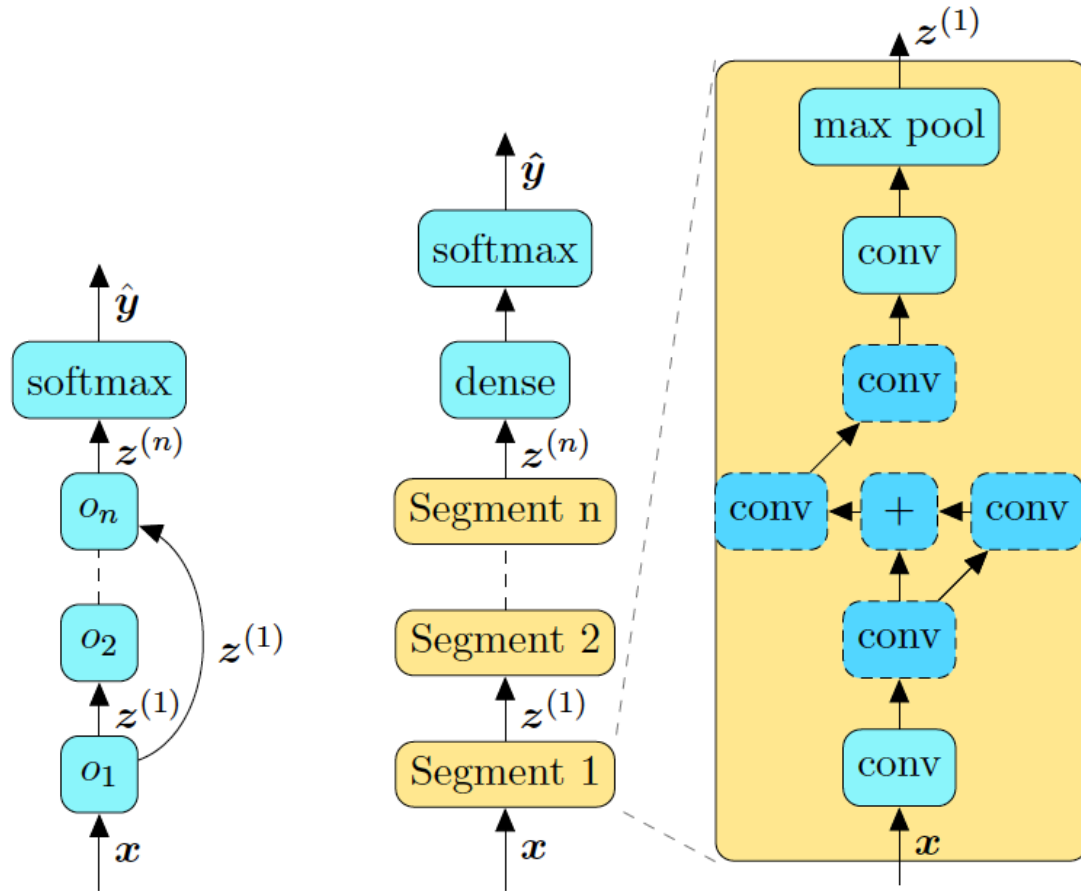 ŷ
softmax
z^(n)
o_n
z^(1)
o_2
z^(1)
o_1
x
ŷ
softmax
dense
z^(n)
Segment n
Segment 2
z^(1)
Segment 1
x
z^(1)
max pool
conv
conv
conv + conv
conv
conv
x